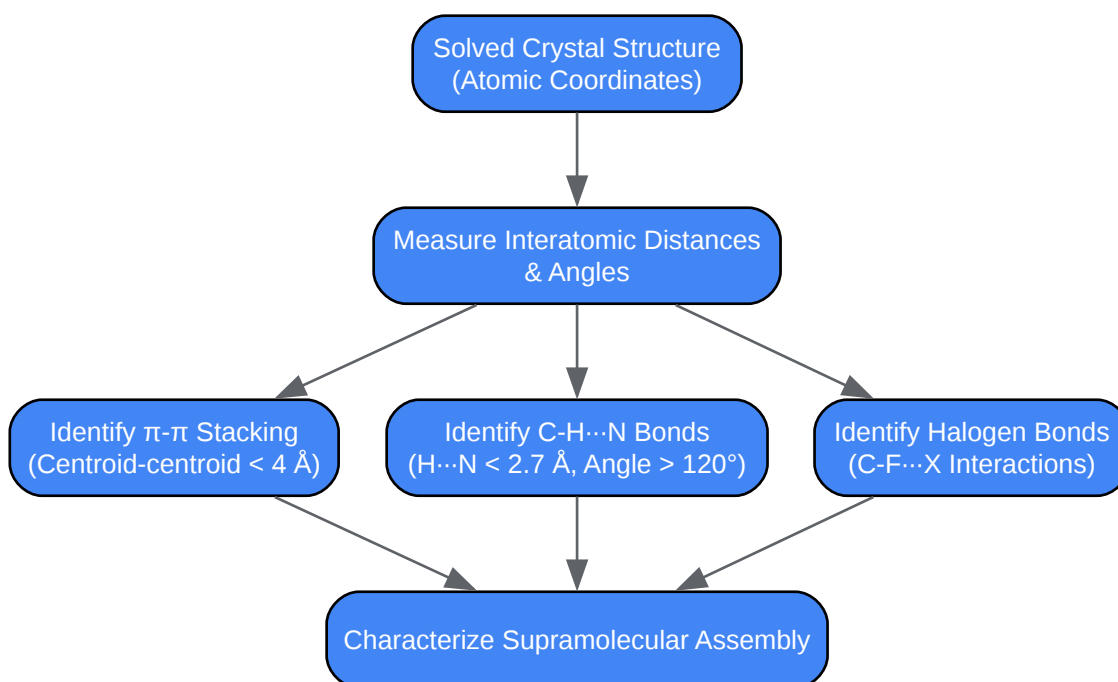 Solved Crystal Structure
(Atomic Coordinates)
Measure Interatomic Distances
& Angles
Identify π-π Stacking
(Centroid-centroid < 4 Å)
Identify C-H···N Bonds
(H···N < 2.7 Å, Angle > 120°)
Identify Halogen Bonds
(C-F···X Interactions)
Characterize Supramolecular Assembly